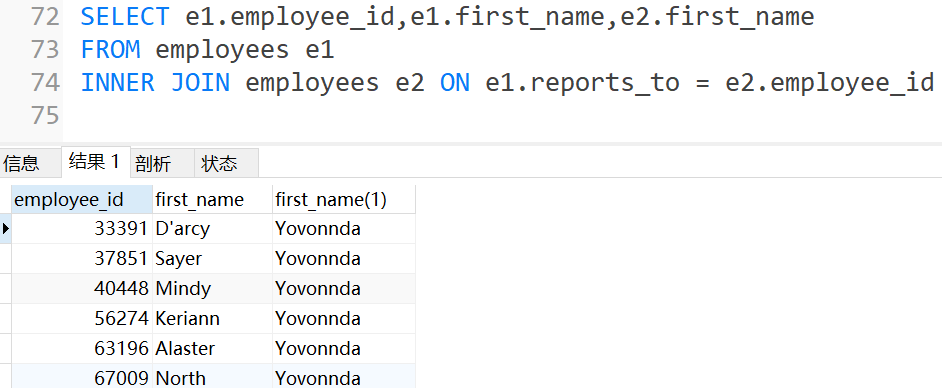 72 SELECT e1.employee_id,e1.first_name,e2.first_name
73 FROM employees e1
74 INNER JOIN employees e2 ON e1.reports_to = e2.employee_id
75
信息 结果 1 剖析 状态
employee_id first_name first_name(1)
33391 D'arcy Yovonnda
37851 Sayer Yovonnda
40448 Mindy Yovonnda
56274 Keriann Yovonnda
63196 Alaster Yovonnda
67009 North Yovonnda